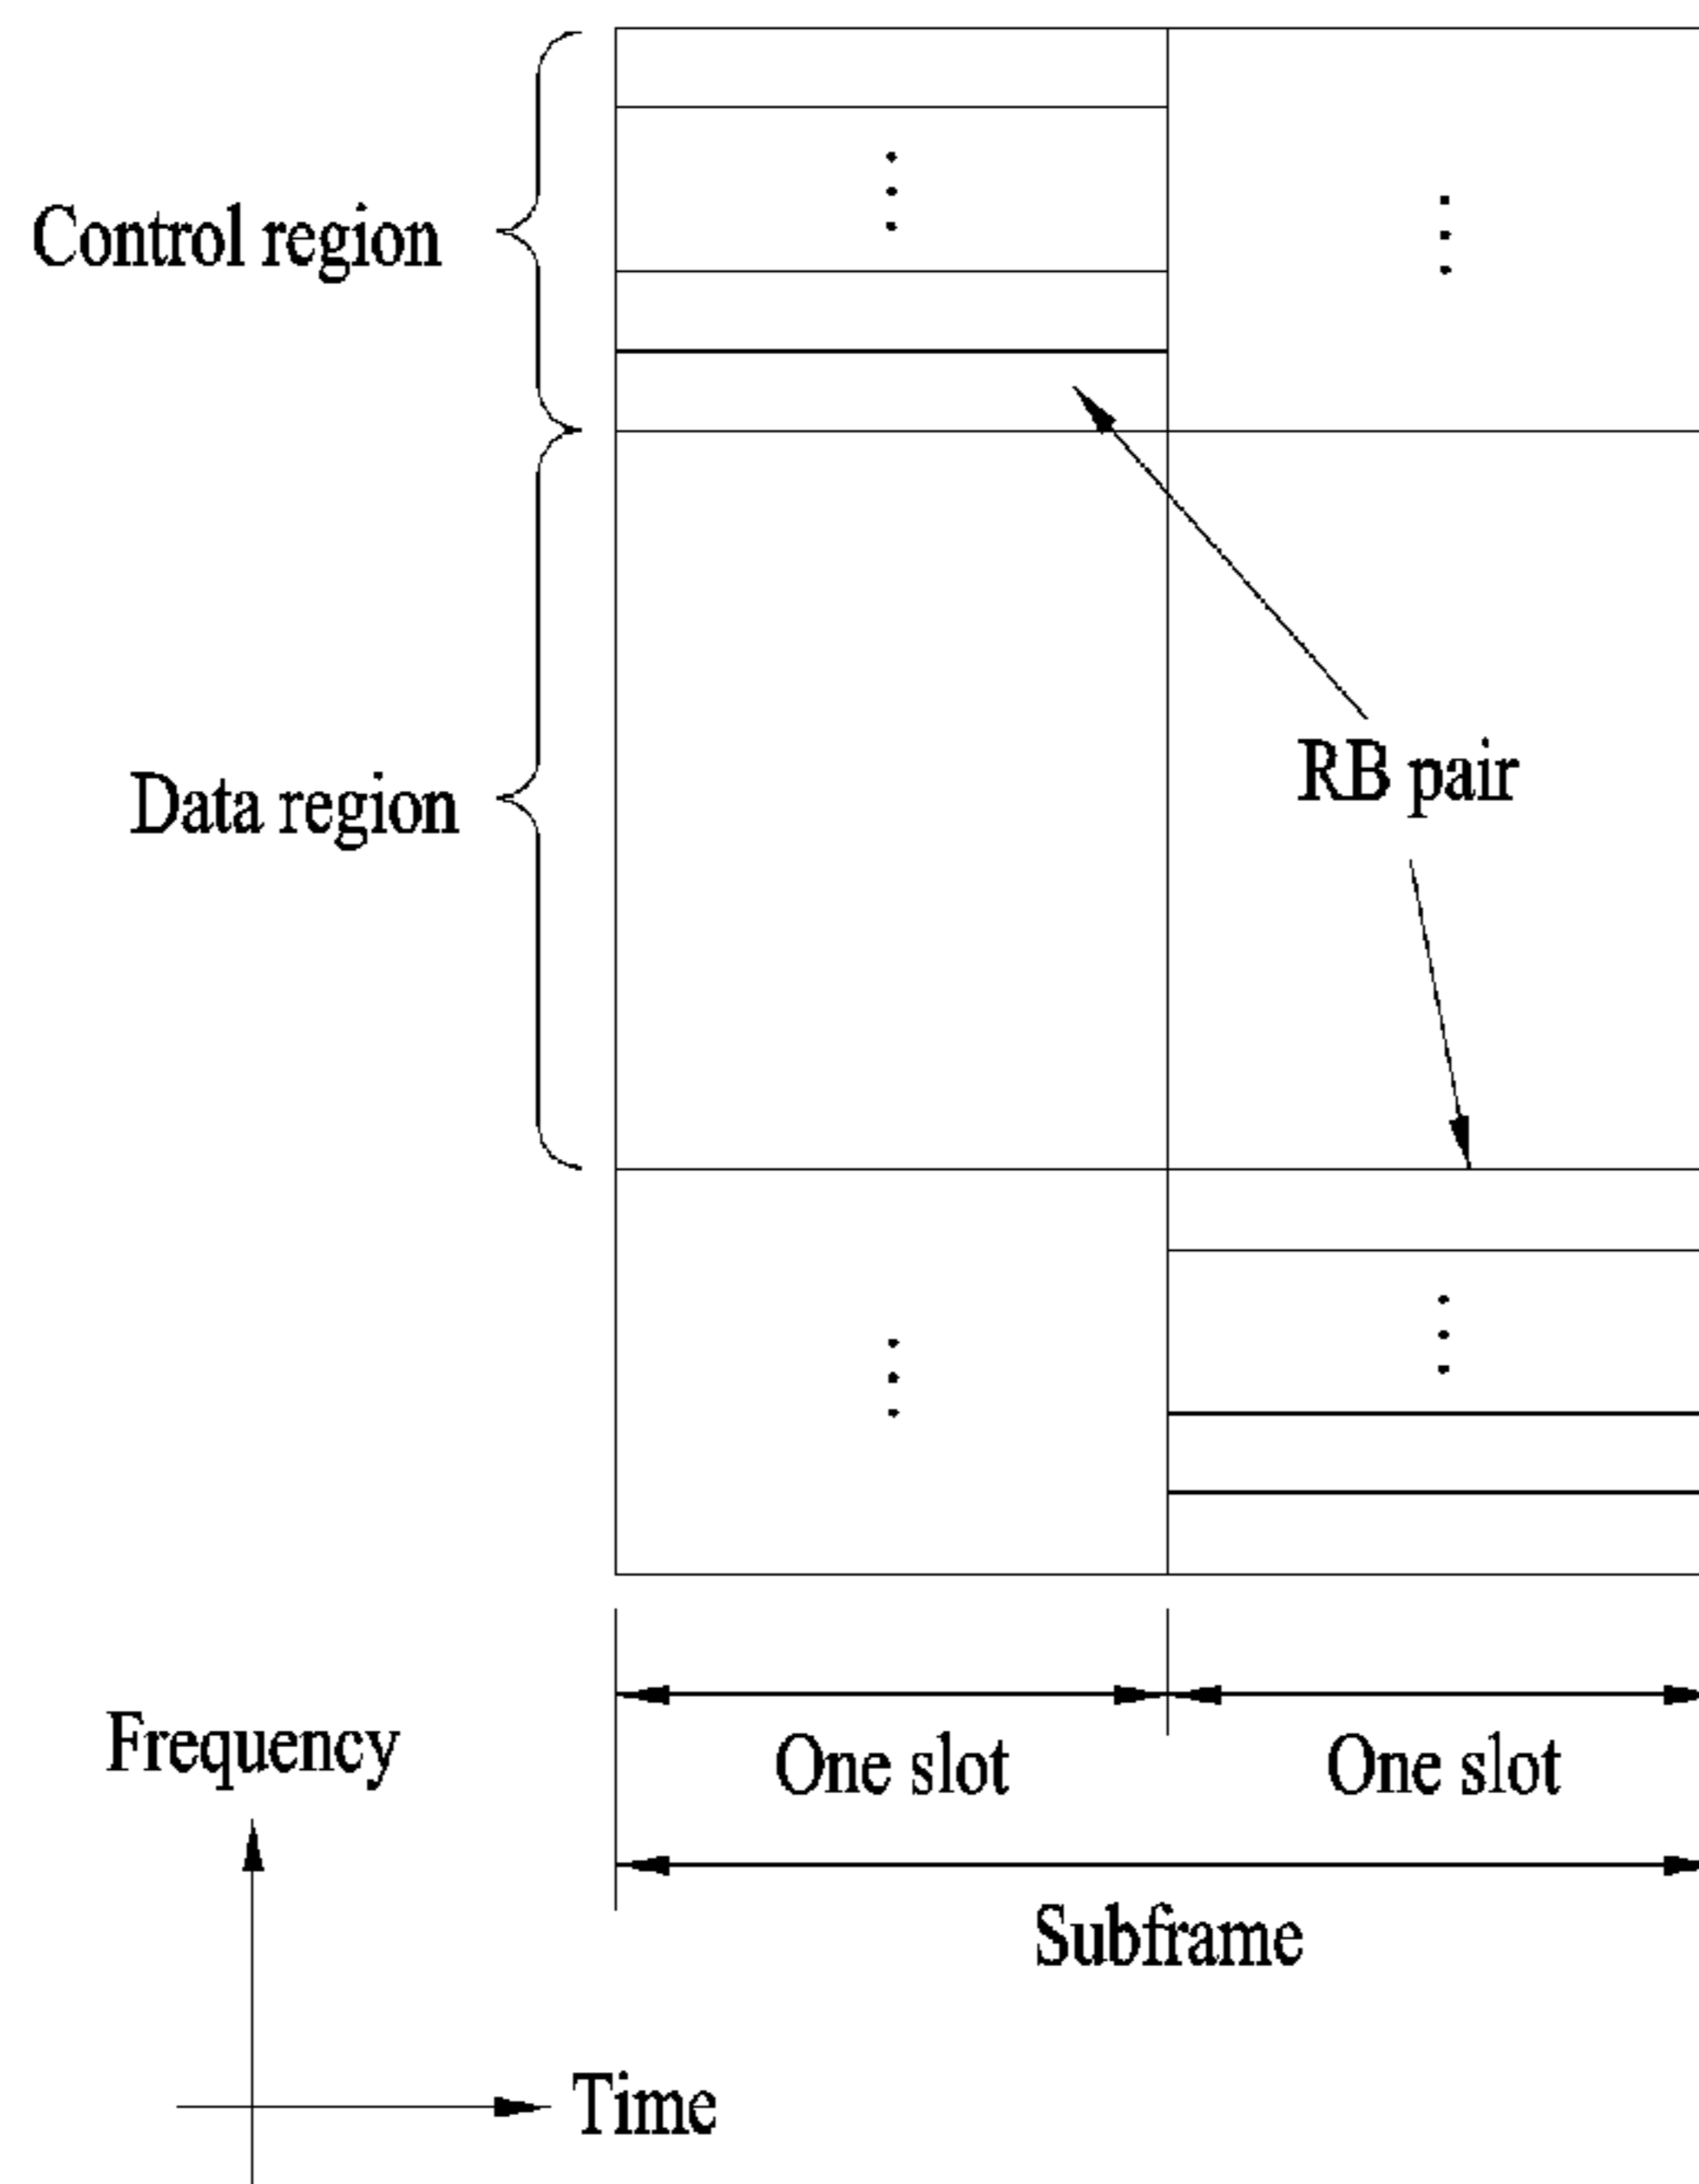 Control region
RB pair
Data region
One slot
One slot
Frequency
Subframe
Time